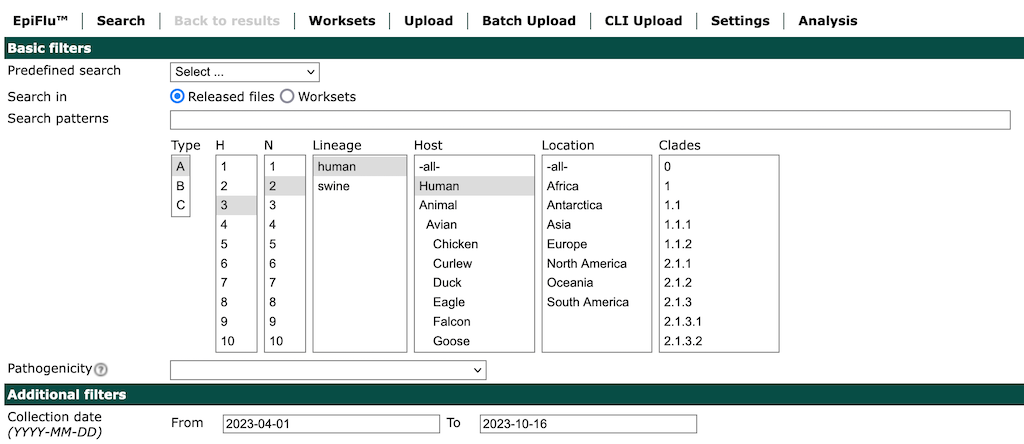 EpiFlu™ Search Back to results Worksets Upload Batch Upload CLI Upload Settings Analysis
Basic filters
Predefined search Select ...
Search in Released files Worksets
Search patterns
Type H N Lineage Host Location Clades
A 1 1 human -all- -all- 0
B 2 2 swine Human Africa 1
C 3 3 Animal Antarctica 1.1
4 4 Avian Asia 1.1.1
5 5 Chicken Europe 1.1.2
6 6 Curlew North America 2.1.1
7 7 Duck Oceania 2.1.2
8 8 Eagle South America 2.1.3
9 9 Falcon 2.1.3.1
10 10 Goose 2.1.3.2
Pathogenicity ?
Additional filters
Collection date From 2023-04-01 To 2023-10-16
(YYYY-MM-DD)